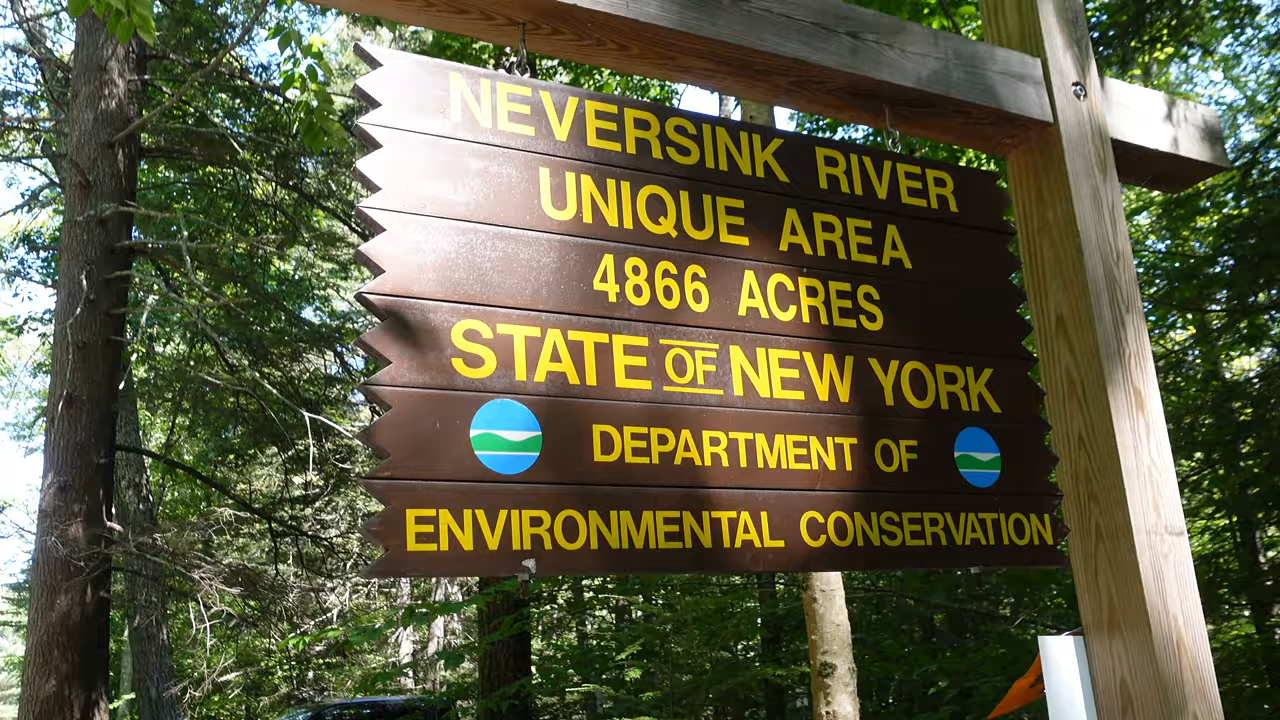 NEVERSINK RIVER
UNIQUE AREA
4866 ACRES
STATE OF NEW YORK
DEPARTMENT OF
ENVIRONMENTAL CONSERVATION